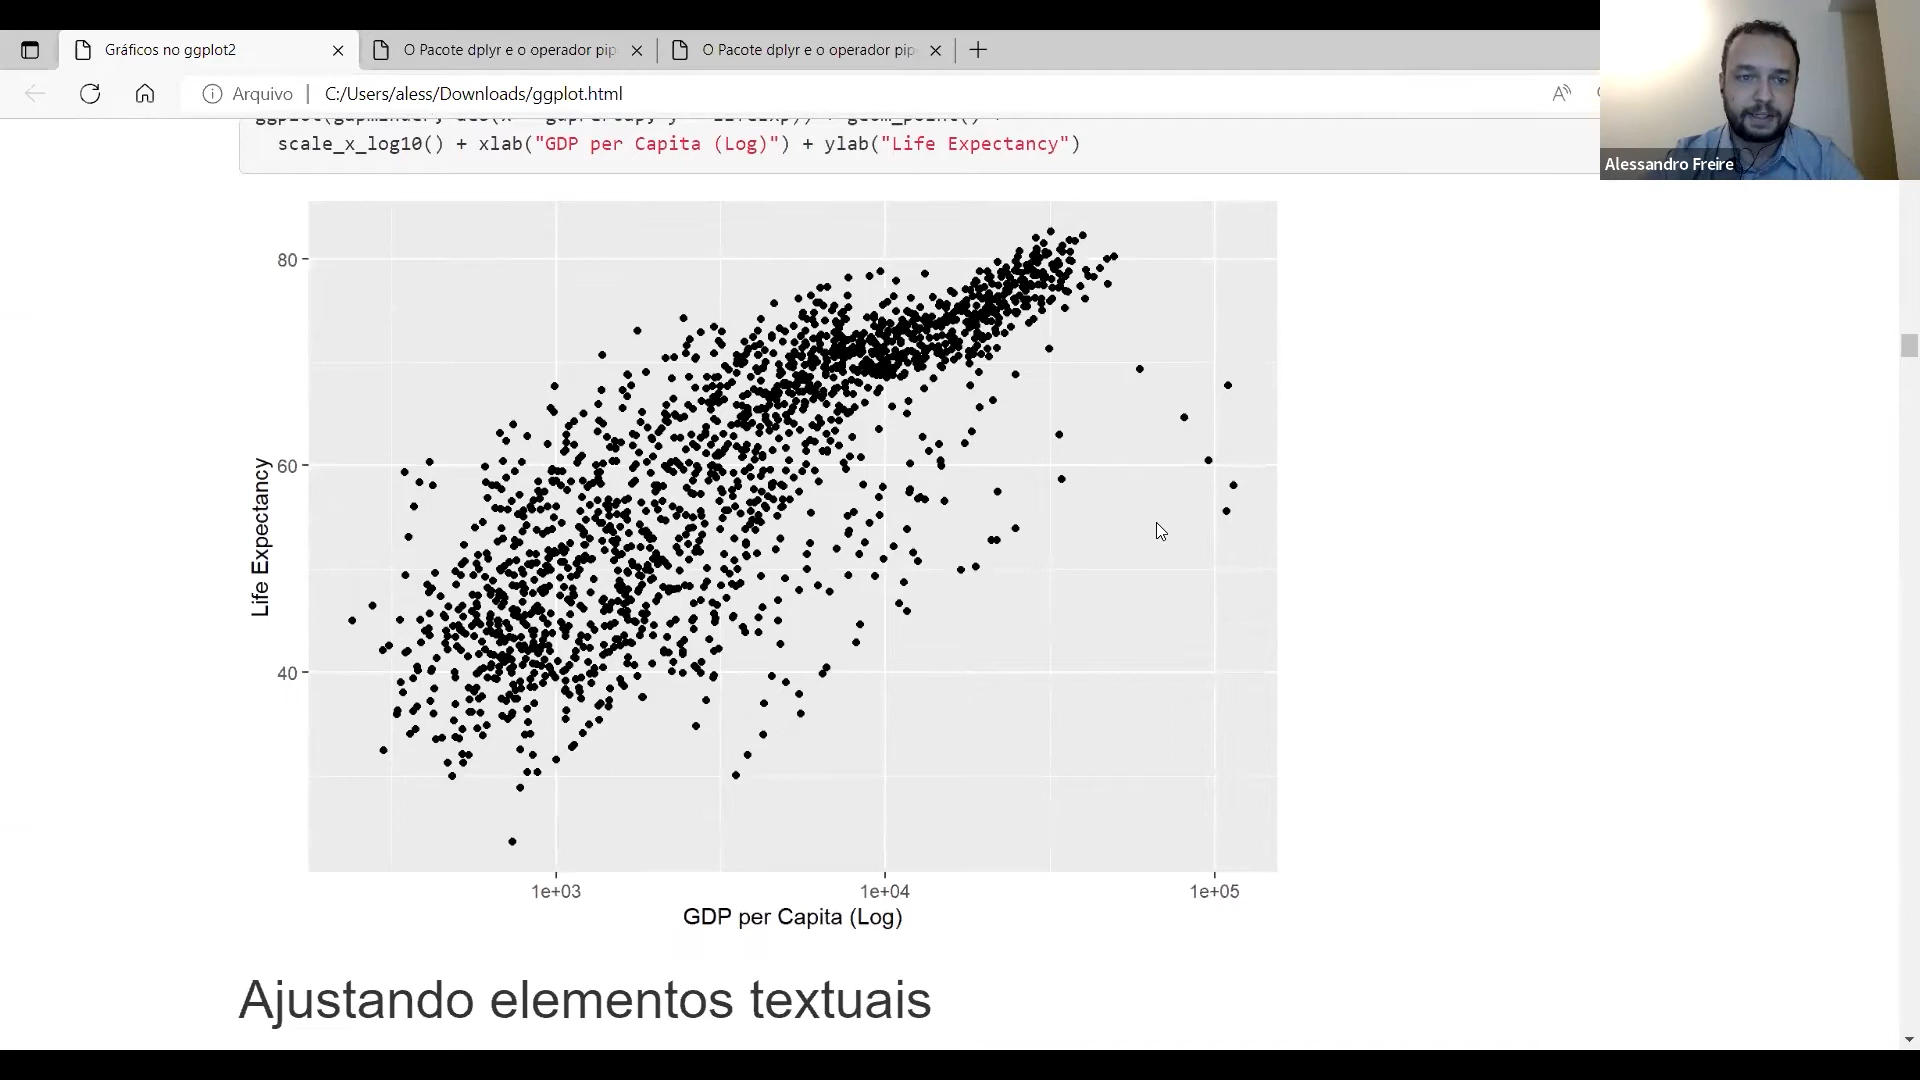 Gráficos no ggplot2
O Pacote dplyr e o operador pip
O Pacote dplyr e o operador pip
Arquivo
C:/Users/aless/Downloads/ggplot.html
scale_x_log10() + xlab("GDP per Capita (Log)") + ylab("Life Expectancy")
Alessandro Freire
80
60
40
Life Expectancy
1e+03
1e+04
1e+05
GDP per Capita (Log)
Ajustando elementos textuais